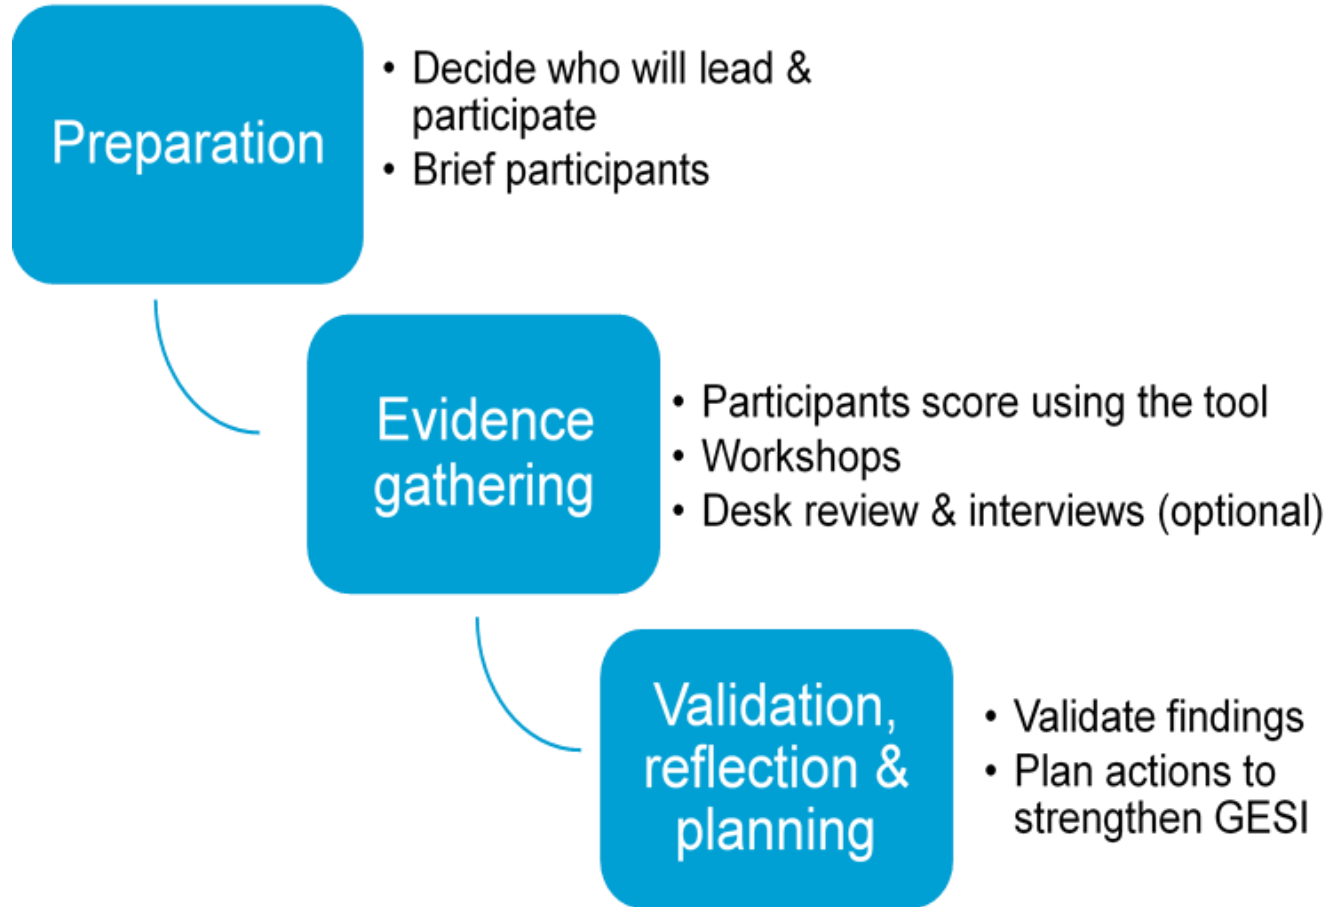 Preparation
• Decide who will lead &
participate
• Brief participants
Evidence
gathering
• Participants score using the tool
• Workshops
• Desk review & interviews (optional)
Validation,
reflection &
planning
• Validate findings
• Plan actions to
strengthen GESI